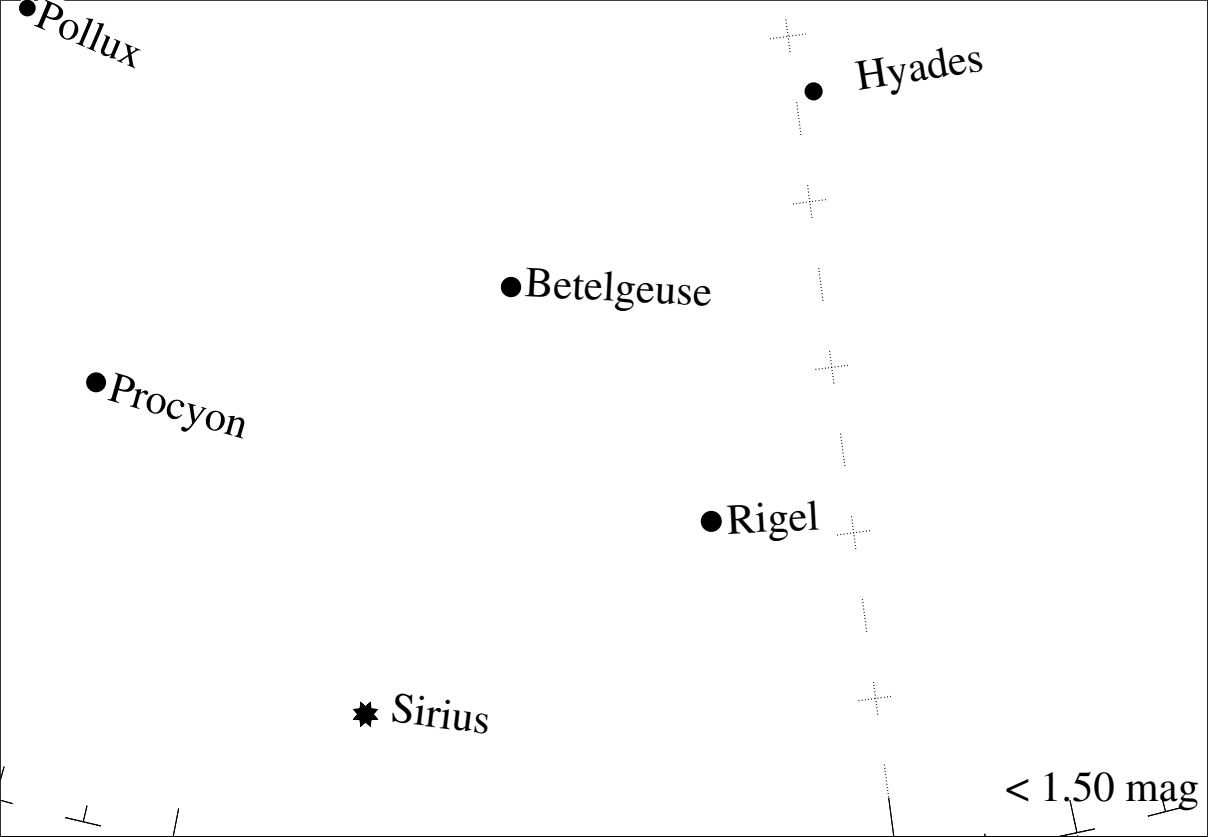 Pollux
Hyades
Betelgeuse
Procyon
Rigel
Sirius
< 1.50 mag